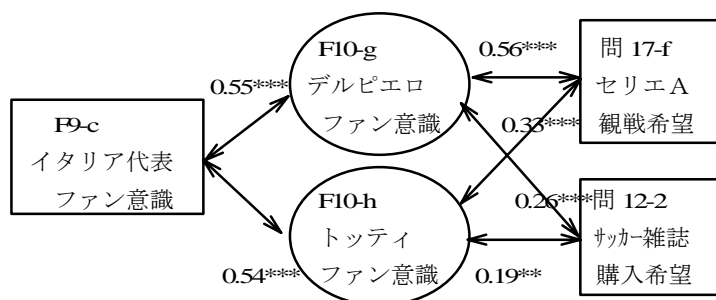 F9-c
イタリア代表
ファン意識
0.55***
0.54***
F10-g
デルピエロ
ファン意識
F10-h
トッティ
ファン意識
0.56***
0.33***
0.26***
0.19**
問 17-f
セリエA
観戦希望
問 12-2
ｻｯｶｰ雑誌
購入希望